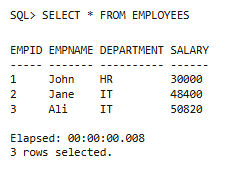 SQL> SELECT * FROM EMPLOYEES
EMPID EMPNAME DEPARTMENT SALARY
----- ------- ---------- ------
1     John    HR         30000
2     Jane    IT         48400
3     Ali     IT         50820
Elapsed: 00:00:00.008
3 rows selected.